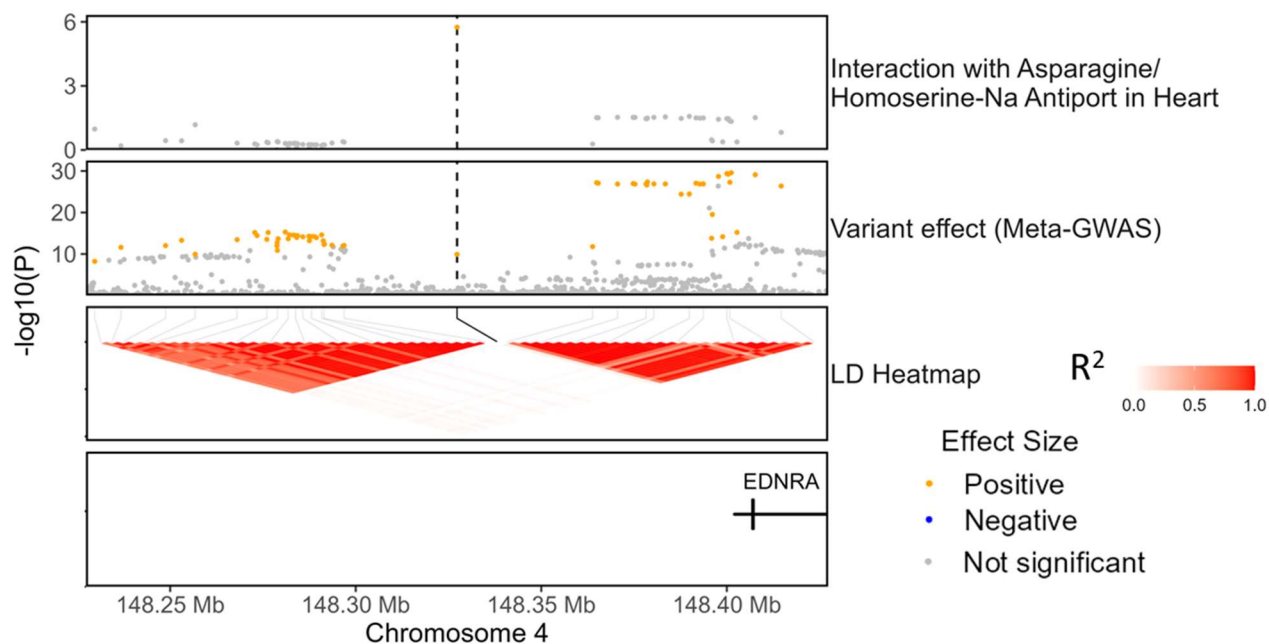 6
3
0
Interaction with Asparagine/
Homoserine-Na Antiport in Heart
30
20
10
Variant effect (Meta-GWAS)
-log10(P)
LD Heatmap
R²
0.0 0.5 1.0
Effect Size
Positive
Negative
Not significant
EDNRA
148.25 Mb 148.30 Mb 148.35 Mb 148.40 Mb
Chromosome 4